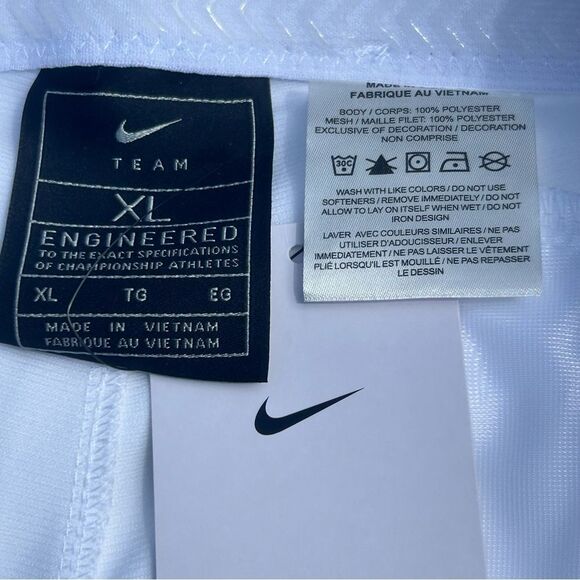 TEAM
XL
ENGINEERED
TO THE EXACT SPECIFICATIONS
OF CHAMPIONSHIP ATHLETES
XL TG EG
MADE IN VIETNAM
FABRIQUE AU VIETNAM
MADE IN
FABRIQUE AU VIETNAM
BODY / CORPS: 100% POLYESTER
MESH / MAILLE FILET: 100% POLYESTER
EXCLUSIVE OF DECORATION / DECORATION
NON COMPRISE
30C
WASH WITH LIKE COLORS / DO NOT USE
SOFTENERS / REMOVE IMMEDIATELY / DO NOT
ALLOW TO LAY ON ITSELF WHEN WET / DO NOT
IRON DESIGN
LAVER AVEC COULEURS SIMILAIRES / NE PAS
UTILISER D'ADOUCISSEUR / ENLEVER
IMMEDIATEMENT / NE PAS LAISSER LE VÊTEMENT
PLIÉ LORSQU'IL EST MOUILLÉ / NE PAS REPASSER
LE DESSIN